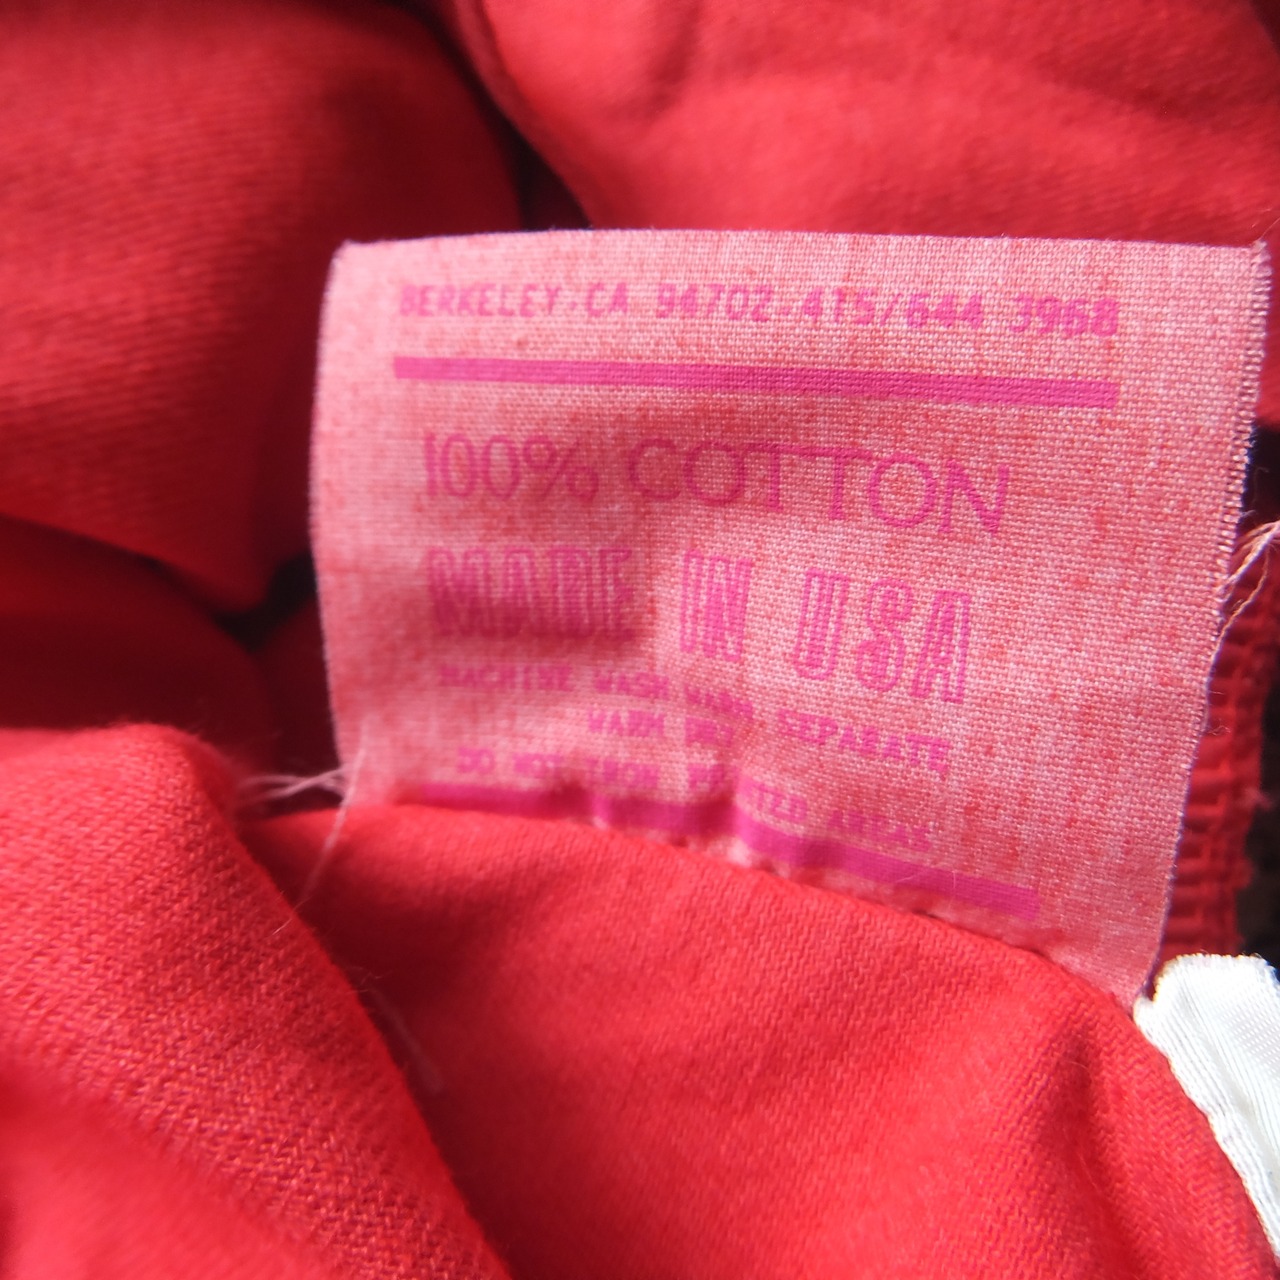 BERKELEY·CA 94702·415/644 3968
100% COTTON
MADE IN USA
MACHINE WASH WARM SEPARATE
WARM DRY
DO NOT IRON PRINTED AREAS